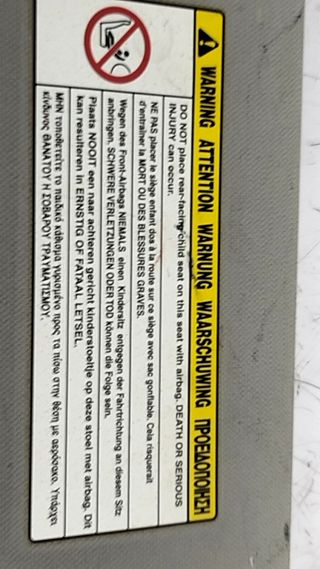 WARNING ATTENTION WARNUNG WAARSCHUWING ΠΡΟΕΙΔΟΠΟΙΗΣΗ
DO NOT place rear-facing child seat on this seat with airbag. DEATH OR SERIOUS
INJURY can occur.
NE PAS placer le siège enfant dos à la route sur ce siège avec sac gonflable. Cela risquerait
d'entraîner la MORT OU DES BLESSURES GRAVES.
Wegen des Front-Airbags NIEMALS einen Kindersitz entgegen der Fahrtrichtung an diesem Sitz
anbringen. SCHWERE VERLETZUNGEN ODER TOD können die Folge sein.
Plaats NOOIT een naar achteren gericht kinderstoeltje op deze stoel met airbag. Dit
kan resulteren in ERNSTIG OF FATAAL LETSEL.
ΜΗΝ τοποθετείτε το παιδικό κάθισμα γυρισμένο προς τα πίσω στην θέση με αερόσακο. Υπάρχει
κίνδυνος ΘΑΝΑΤΟΥ Η ΣΟΒΑΡΟΥ ΤΡΑΥΜΑΤΙΣΜΟΥ.